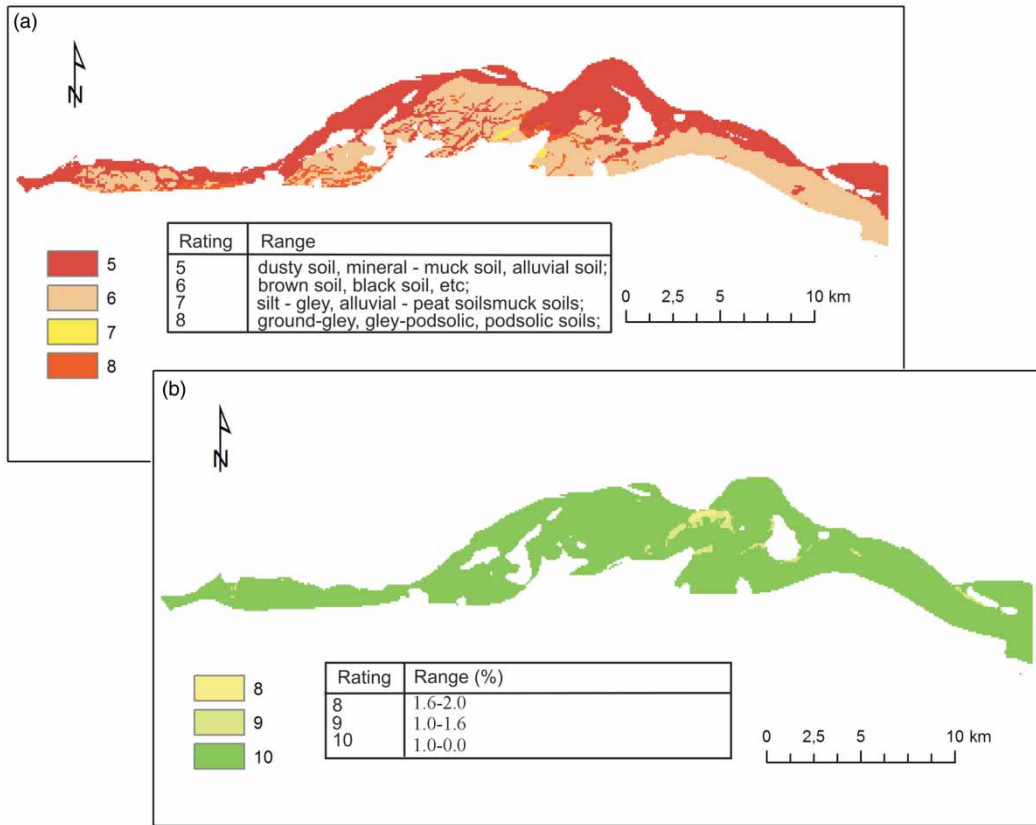 (a)
N
Rating Range
5 dusty soil, mineral - muck soil, alluvial soil;
6 brown soil, black soil, etc;
7 silt - gley, alluvial - peat soilsmuck soils;
8 ground-gley, gley-podsolic, podsolic soils;
5
6
7
8
0 2,5 5 10 km
(b)
N
8
9
10
Rating Range (%)
8 1.6-2.0
9 1.0-1.6
10 1.0-0.0
0 2,5 5 10 km